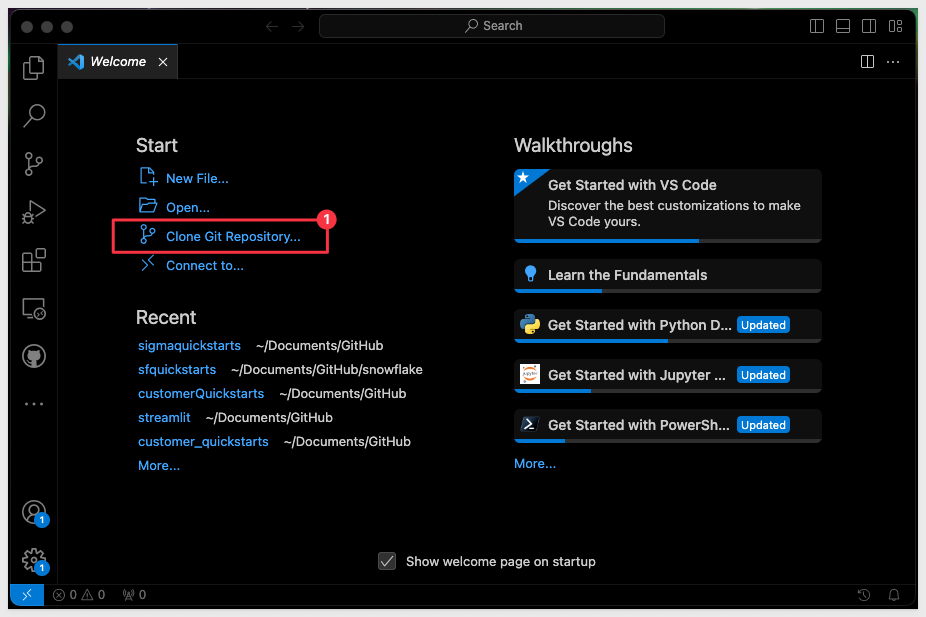 Search
Welcome
Start
New File...
Open...
Clone Git Repository...
1
Connect to...
Recent
sigmaquickstarts ~/Documents/GitHub
sfquickstarts ~/Documents/GitHub/snowflake
customerQuickstarts ~/Documents/GitHub
streamlit ~/Documents/GitHub
customer_quickstarts ~/Documents/GitHub
More...
Walkthroughs
Get Started with VS Code
Discover the best customizations to make
VS Code yours.
Learn the Fundamentals
Get Started with Python D... Updated
Get Started with Jupyter ... Updated
Get Started with PowerSh... Updated
More...
1
1
Show welcome page on startup
0 0 0